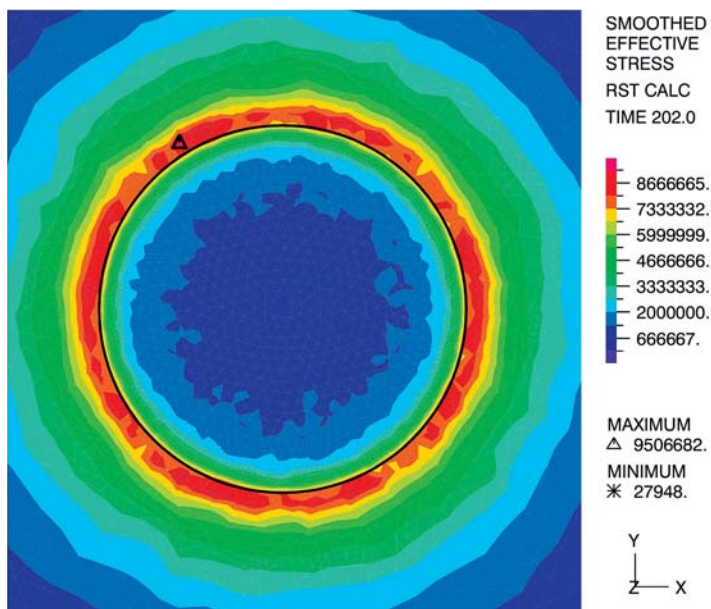 SMOOTHED
EFFECTIVE
STRESS
RST CALC
TIME 202.0
8666665.
7333332.
5999999.
4666666.
3333333.
2000000.
666667.
MAXIMUM
△ 9506682.
MINIMUM
✳ 27948.
Y
Z X